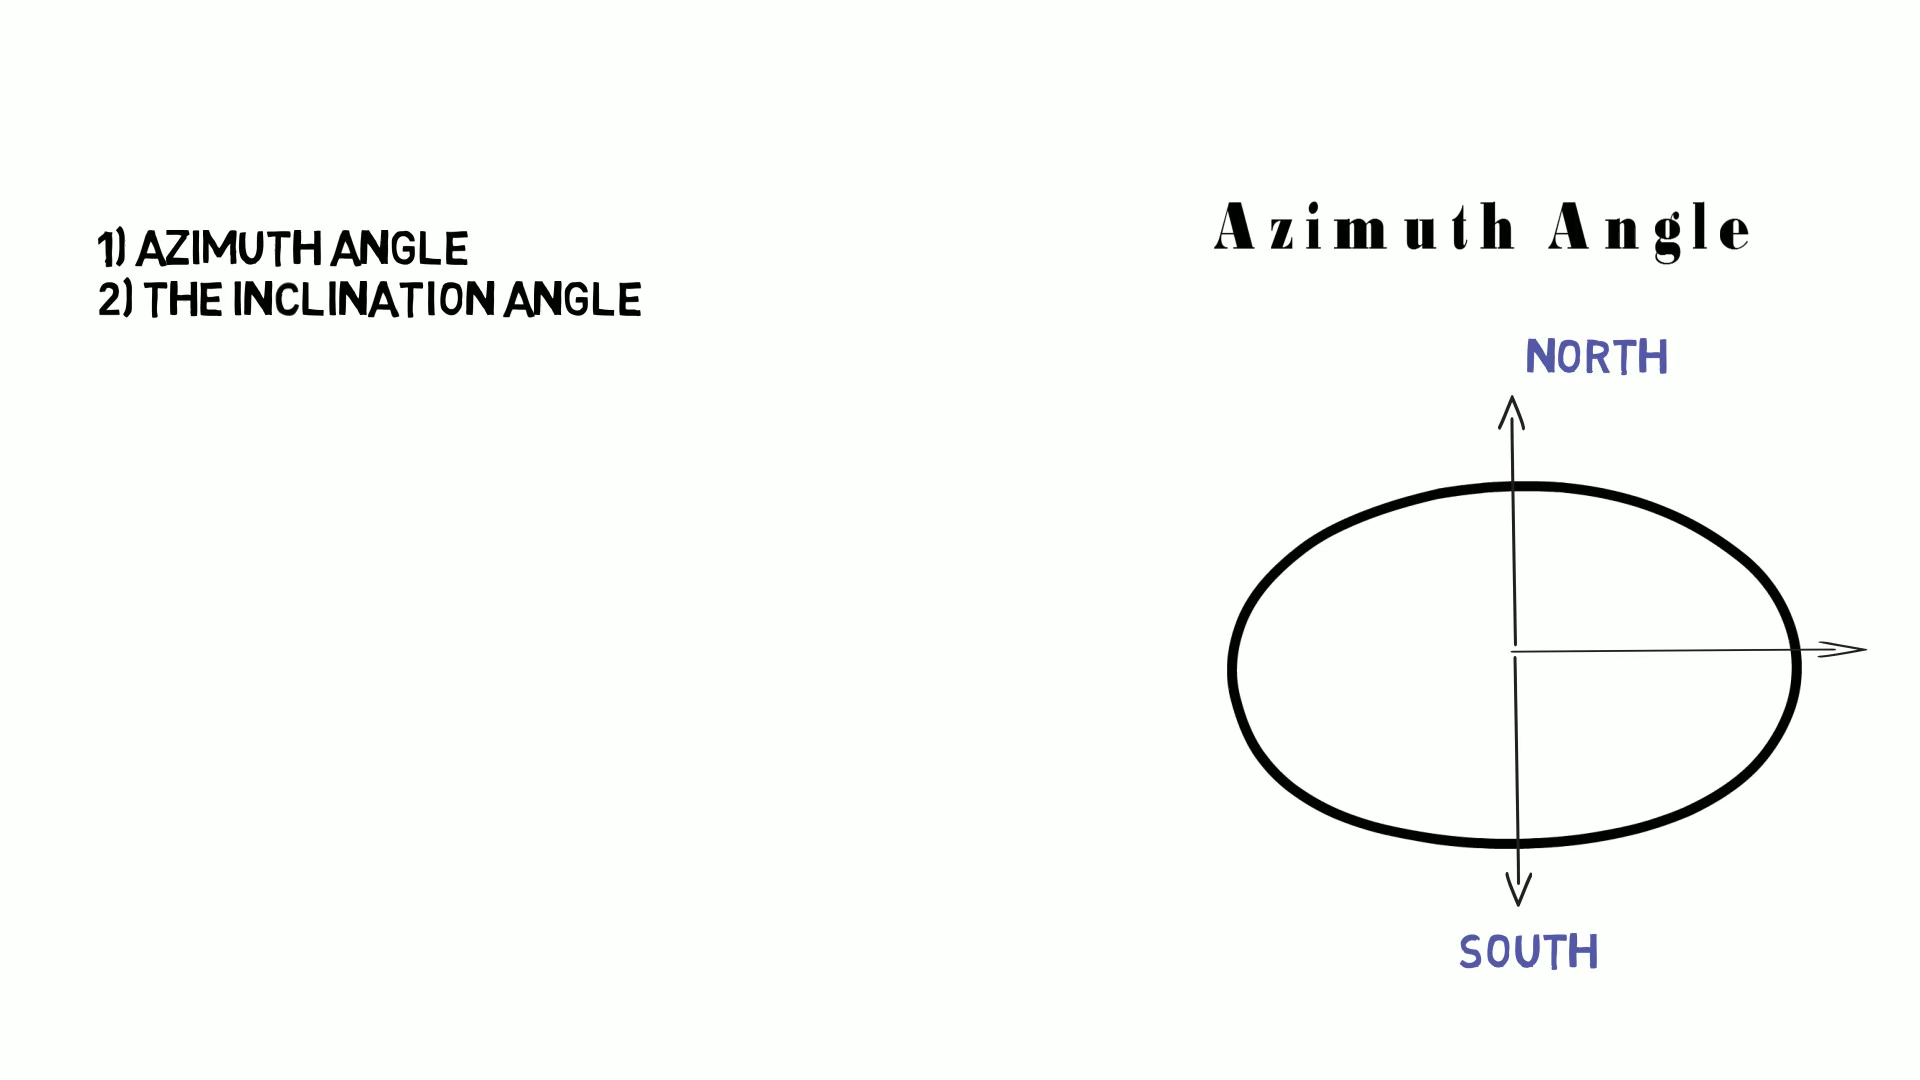 1) AZIMUTH ANGLE
2) THE INCLINATION ANGLE
Azimuth Angle
NORTH
SOUTH